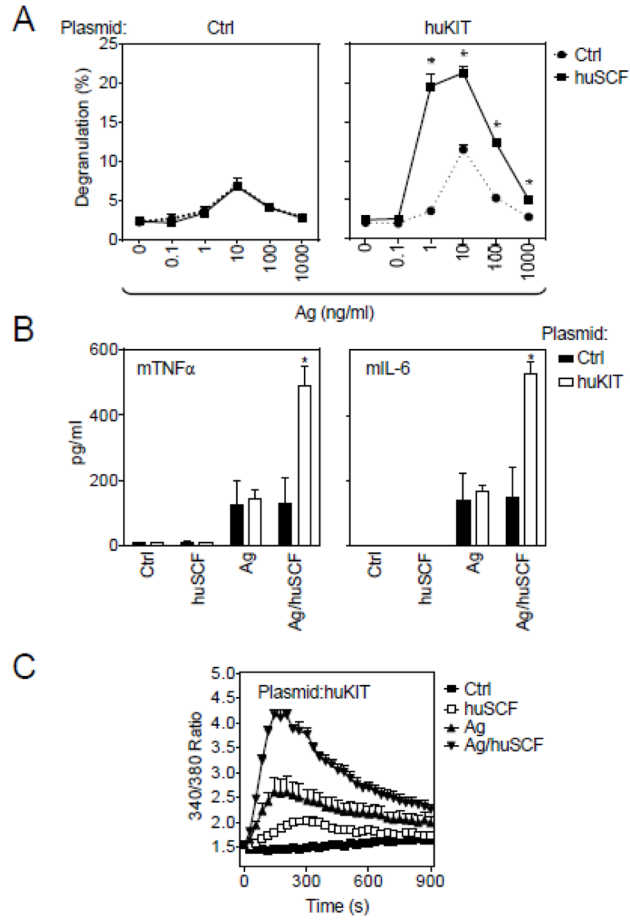 A
Plasmid: Ctrl huKIT
Degranulation (%)
25
20
15
10
5
0
Ctrl
huSCF
* * * *
0 0.1 1 10 100 1000 0 0.1 1 10 100 1000
Ag (ng/ml)
B
Plasmid:
Ctrl
huKIT
pg/ml
600
400
200
0
mTNFα mIL-6
* *
Ctrl huSCF Ag Ag/huSCF Ctrl huSCF Ag Ag/huSCF
C
340/380 Ratio
5.0
4.5
4.0
3.5
3.0
2.5
2.0
1.5
Plasmid:huKIT
Ctrl
huSCF
Ag
Ag/huSCF
0 300 600 900
Time (s)